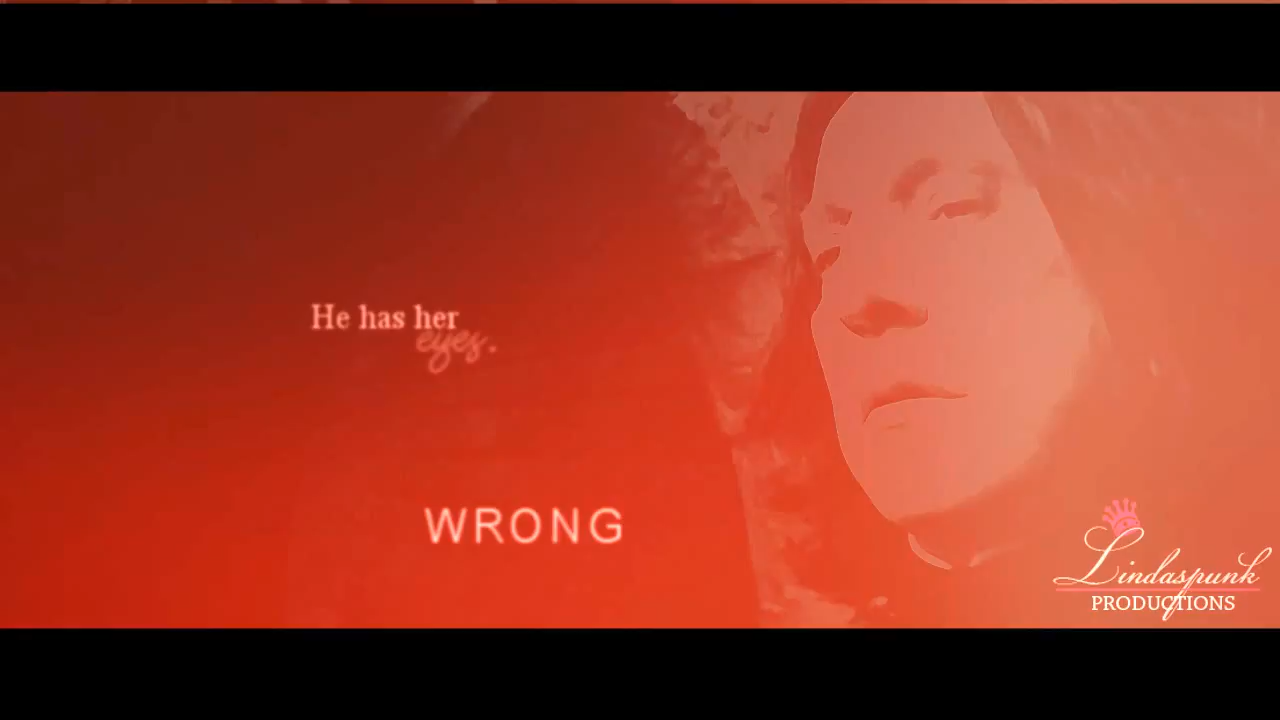 He has her
eyes.
WRONG
Lindaspunk
PRODUCTIONS